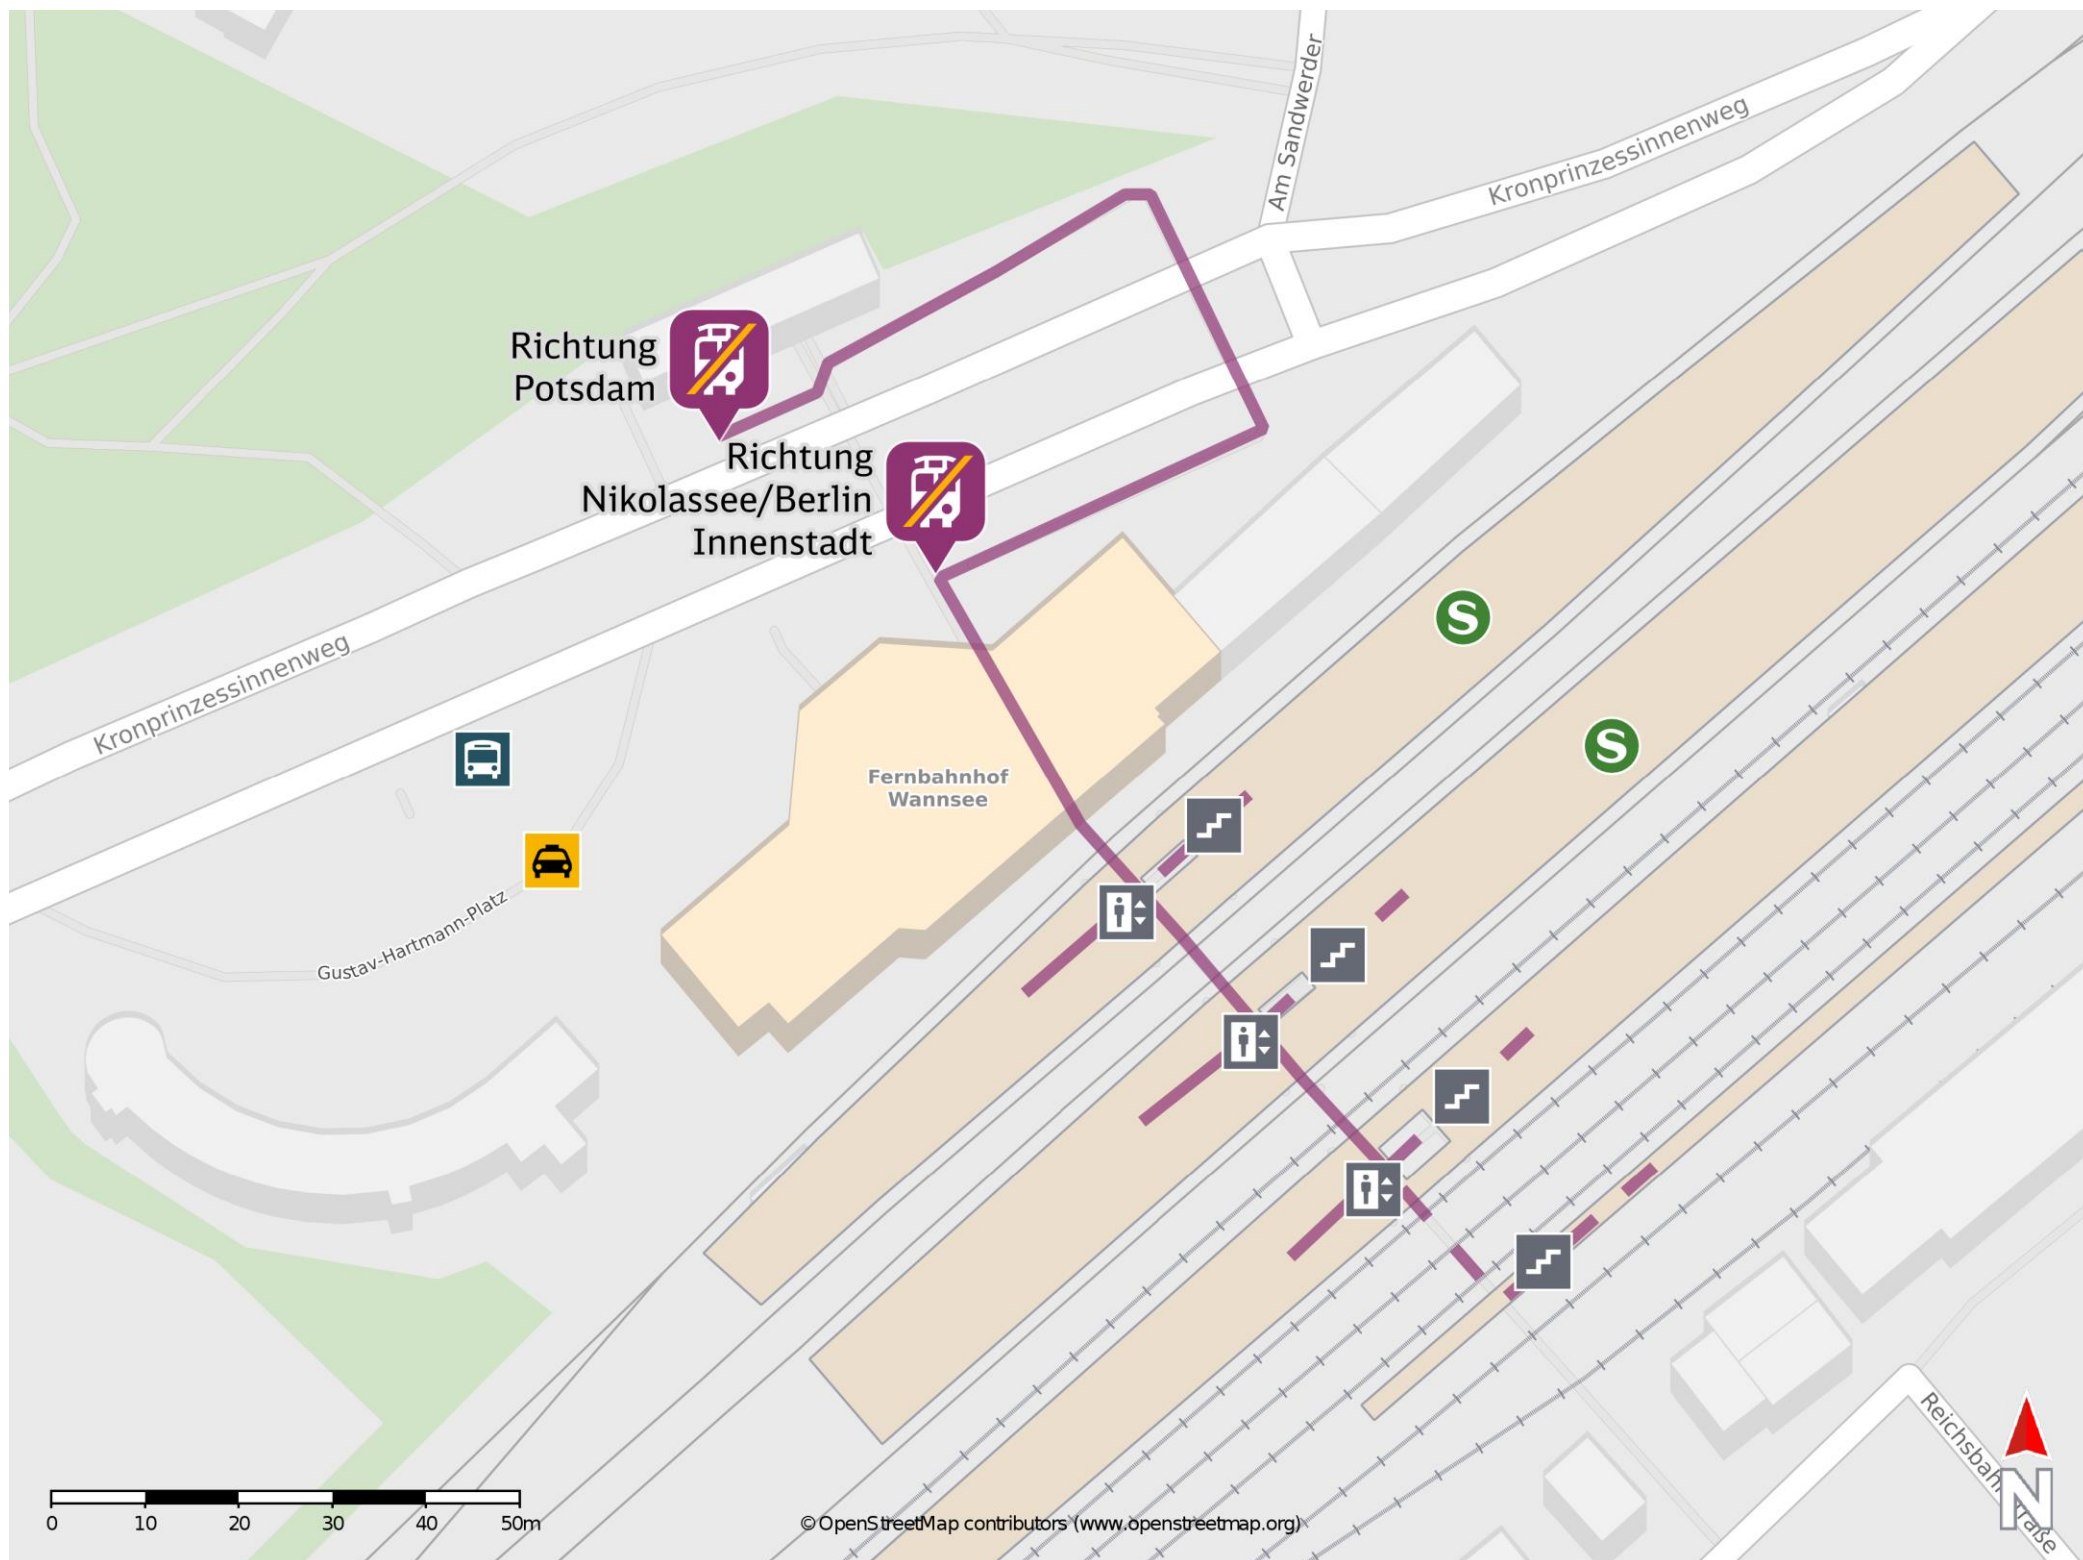 Am Sandwerder
Kronprinzessinnenweg
Richtung
Potsdam
Richtung
Nikolassee/Berlin
Innenstadt
S
Kronprinzessinnenweg
S
Fernbahnhof
Wannsee
Gustav-Hartmann-Platz
Reichsbahnstraße
N
0 10 20 30 40 50m
© OpenStreetMap contributors (www.openstreetmap.org)